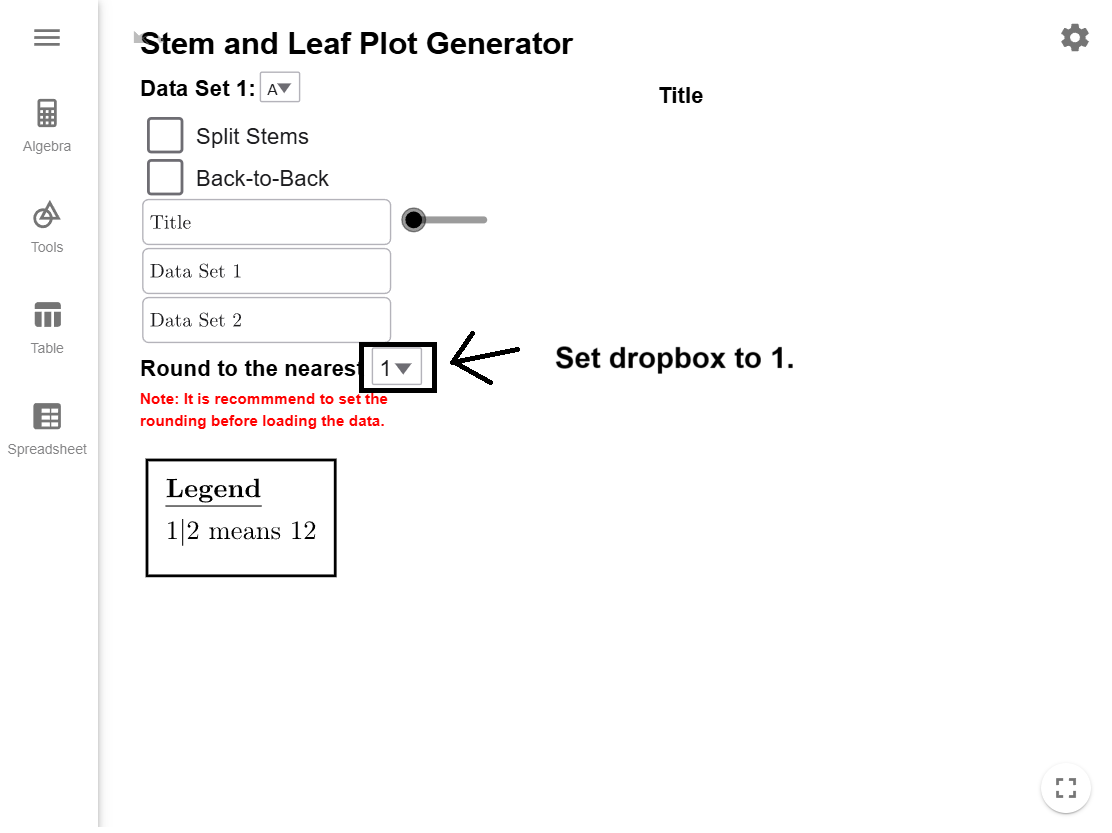 Stem and Leaf Plot Generator
Data Set 1: A
Title
Split Stems
Back-to-Back
Title
Data Set 1
Data Set 2
Round to the nearest 1
Set dropbox to 1.
Note: It is recommmend to set the
rounding before loading the data.
Legend
1|2 means 12
Algebra
Tools
Table
Spreadsheet